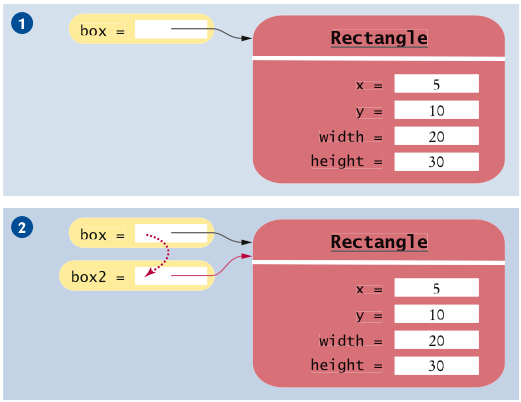 1
box =
Rectangle
x = 5
y = 10
width = 20
height = 30
2
box =
box2 =
Rectangle
x = 5
y = 10
width = 20
height = 30